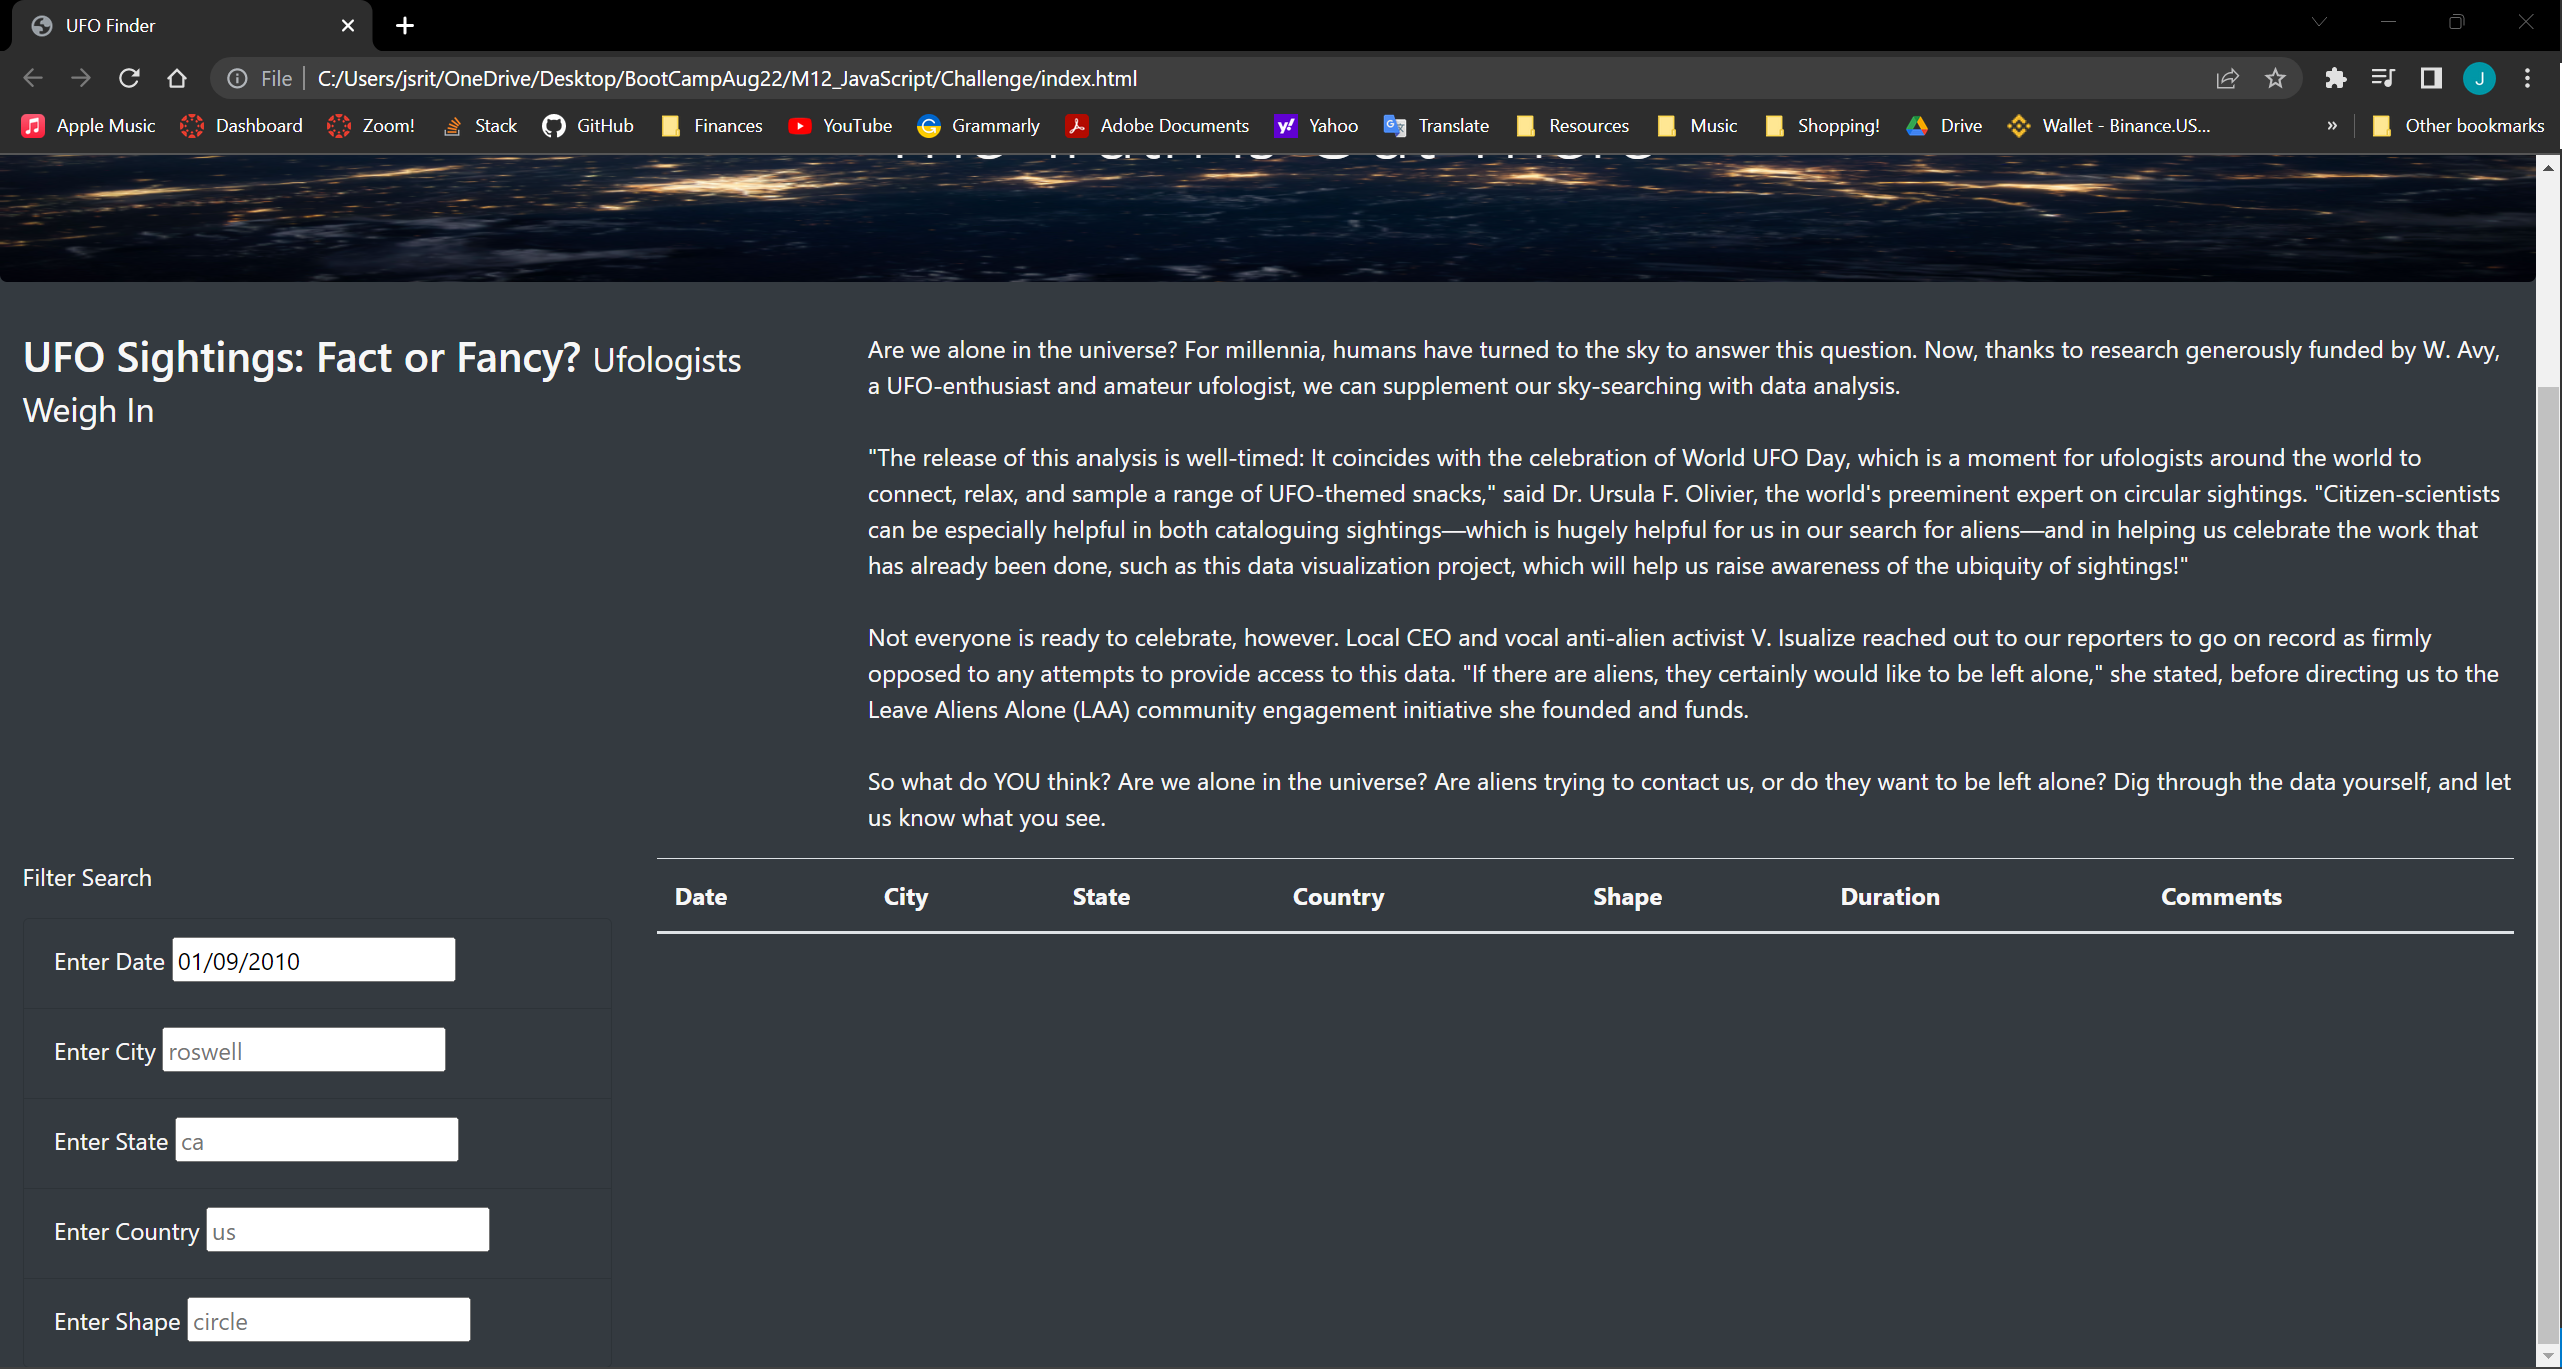 UFO Finder
File C:/Users/jsrit/OneDrive/Desktop/BootCampAug22/M12_JavaScript/Challenge/index.html
J
Apple Music Dashboard Zoom! Stack GitHub Finances YouTube Grammarly Adobe Documents Yahoo Translate Resources Music Shopping! Drive Wallet - Binance.US... » Other bookmarks
UFO Sightings: Fact or Fancy? Ufologists
Weigh In
Are we alone in the universe? For millennia, humans have turned to the sky to answer this question. Now, thanks to research generously funded by W. Avy,
a UFO-enthusiast and amateur ufologist, we can supplement our sky-searching with data analysis.
"The release of this analysis is well-timed: It coincides with the celebration of World UFO Day, which is a moment for ufologists around the world to
connect, relax, and sample a range of UFO-themed snacks," said Dr. Ursula F. Olivier, the world's preeminent expert on circular sightings. "Citizen-scientists
can be especially helpful in both cataloguing sightings—which is hugely helpful for us in our search for aliens—and in helping us celebrate the work that
has already been done, such as this data visualization project, which will help us raise awareness of the ubiquity of sightings!"
Not everyone is ready to celebrate, however. Local CEO and vocal anti-alien activist V. Isualize reached out to our reporters to go on record as firmly
opposed to any attempts to provide access to this data. "If there are aliens, they certainly would like to be left alone," she stated, before directing us to the
Leave Aliens Alone (LAA) community engagement initiative she founded and funds.
So what do YOU think? Are we alone in the universe? Are aliens trying to contact us, or do they want to be left alone? Dig through the data yourself, and let
us know what you see.
Filter Search
Date City State Country Shape Duration Comments
Enter Date 01/09/2010
Enter City roswell
Enter State ca
Enter Country us
Enter Shape circle